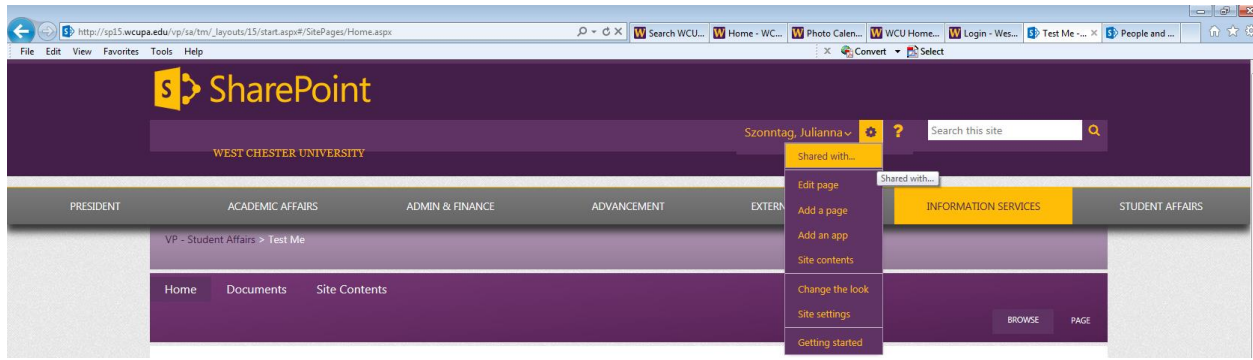 http://sp15.wcupa.edu/vp/sa/tm/_layouts/15/start.aspx#/SitePages/Home.aspx
Search WCU... Home - WC... Photo Calen... WCU Home... Login - Wes... Test Me -... People and ...
File Edit View Favorites Tools Help
x Convert Select
S SharePoint
Szonntag, Julianna ? Search this site
WEST CHESTER UNIVERSITY
Shared with...
Shared with...
Edit page
PRESIDENT ACADEMIC AFFAIRS ADMIN & FINANCE ADVANCEMENT EXTERN INFORMATION SERVICES STUDENT AFFAIRS
Add a page
VP - Student Affairs > Test Me
Add an app
Site contents
Home Documents Site Contents
Change the look
Site settings
BROWSE PAGE
Getting started